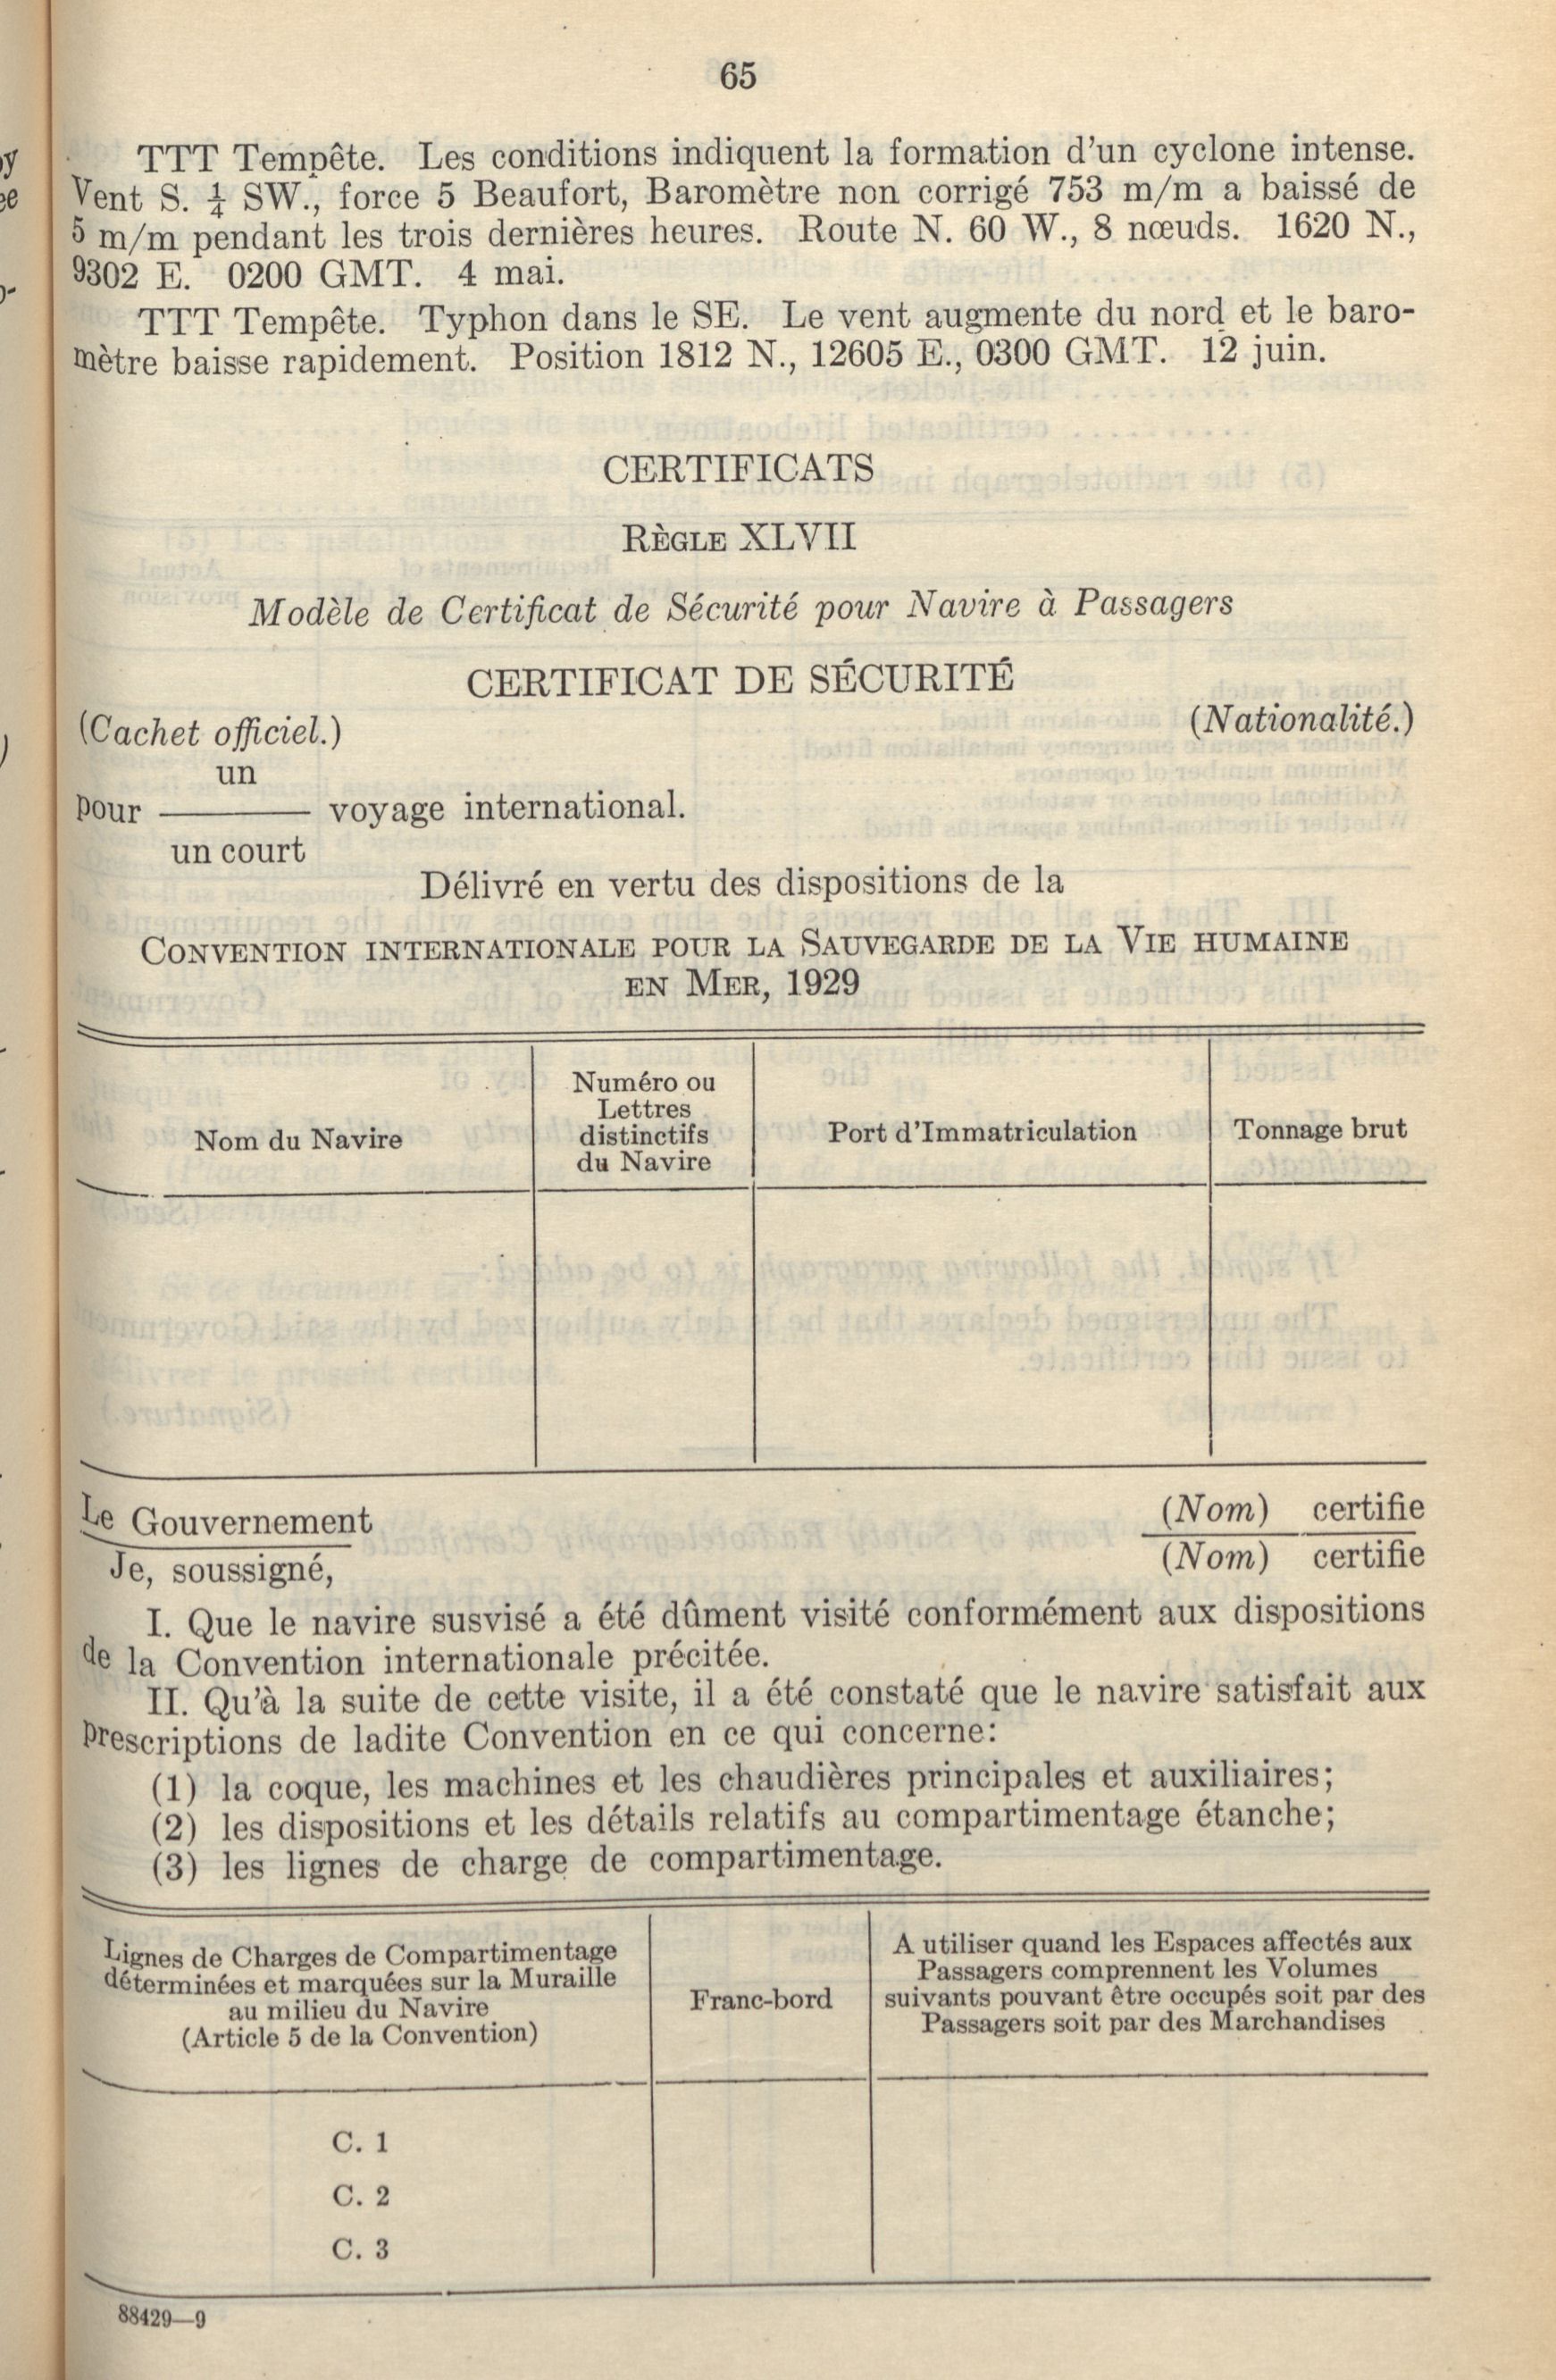 65
TTT Tempête. Les conditions indiquent la formation d'un cyclone intense.
Vent S. ¼ SW., force 5 Beaufort, Baromètre non corrigé 753 m/m a baissé de
5 m/m pendant les trois dernières heures. Route N. 60 W., 8 nœuds. 1620 N.,
9302 E. 0200 GMT. 4 mai.
TTT Tempête. Typhon dans le SE. Le vent augmente du nord et le baro-
mètre baisse rapidement. Position 1812 N., 12605 E., 0300 GMT. 12 juin.
CERTIFICATS
RÈGLE XLVII
Modèle de Certificat de Sécurité pour Navire à Passagers
CERTIFICAT DE SÉCURITÉ
(Cachet officiel.) (Nationalité.)
un
pour ——— voyage international.
un court
Délivré en vertu des dispositions de la
CONVENTION INTERNATIONALE POUR LA SAUVEGARDE DE LA VIE HUMAINE
EN MER, 1929
Nom du Navire
Numéro ou
Lettres
distinctifs
du Navire
Port d'Immatriculation
Tonnage brut
Le Gouvernement (Nom) certifie
Je, soussigné, (Nom) certifie
I. Que le navire susvisé a été dûment visité conformément aux dispositions
de la Convention internationale précitée.
II. Qu'à la suite de cette visite, il a été constaté que le navire satisfait aux
prescriptions de ladite Convention en ce qui concerne:
(1) la coque, les machines et les chaudières principales et auxiliaires;
(2) les dispositions et les détails relatifs au compartimentage étanche;
(3) les lignes de charge de compartimentage.
Lignes de Charges de Compartimentage
déterminées et marquées sur la Muraille
au milieu du Navire
(Article 5 de la Convention)
Franc-bord
A utiliser quand les Espaces affectés aux
Passagers comprennent les Volumes
suivants pouvant être occupés soit par des
Passagers soit par des Marchandises
C. 1
C. 2
C. 3
88429—9